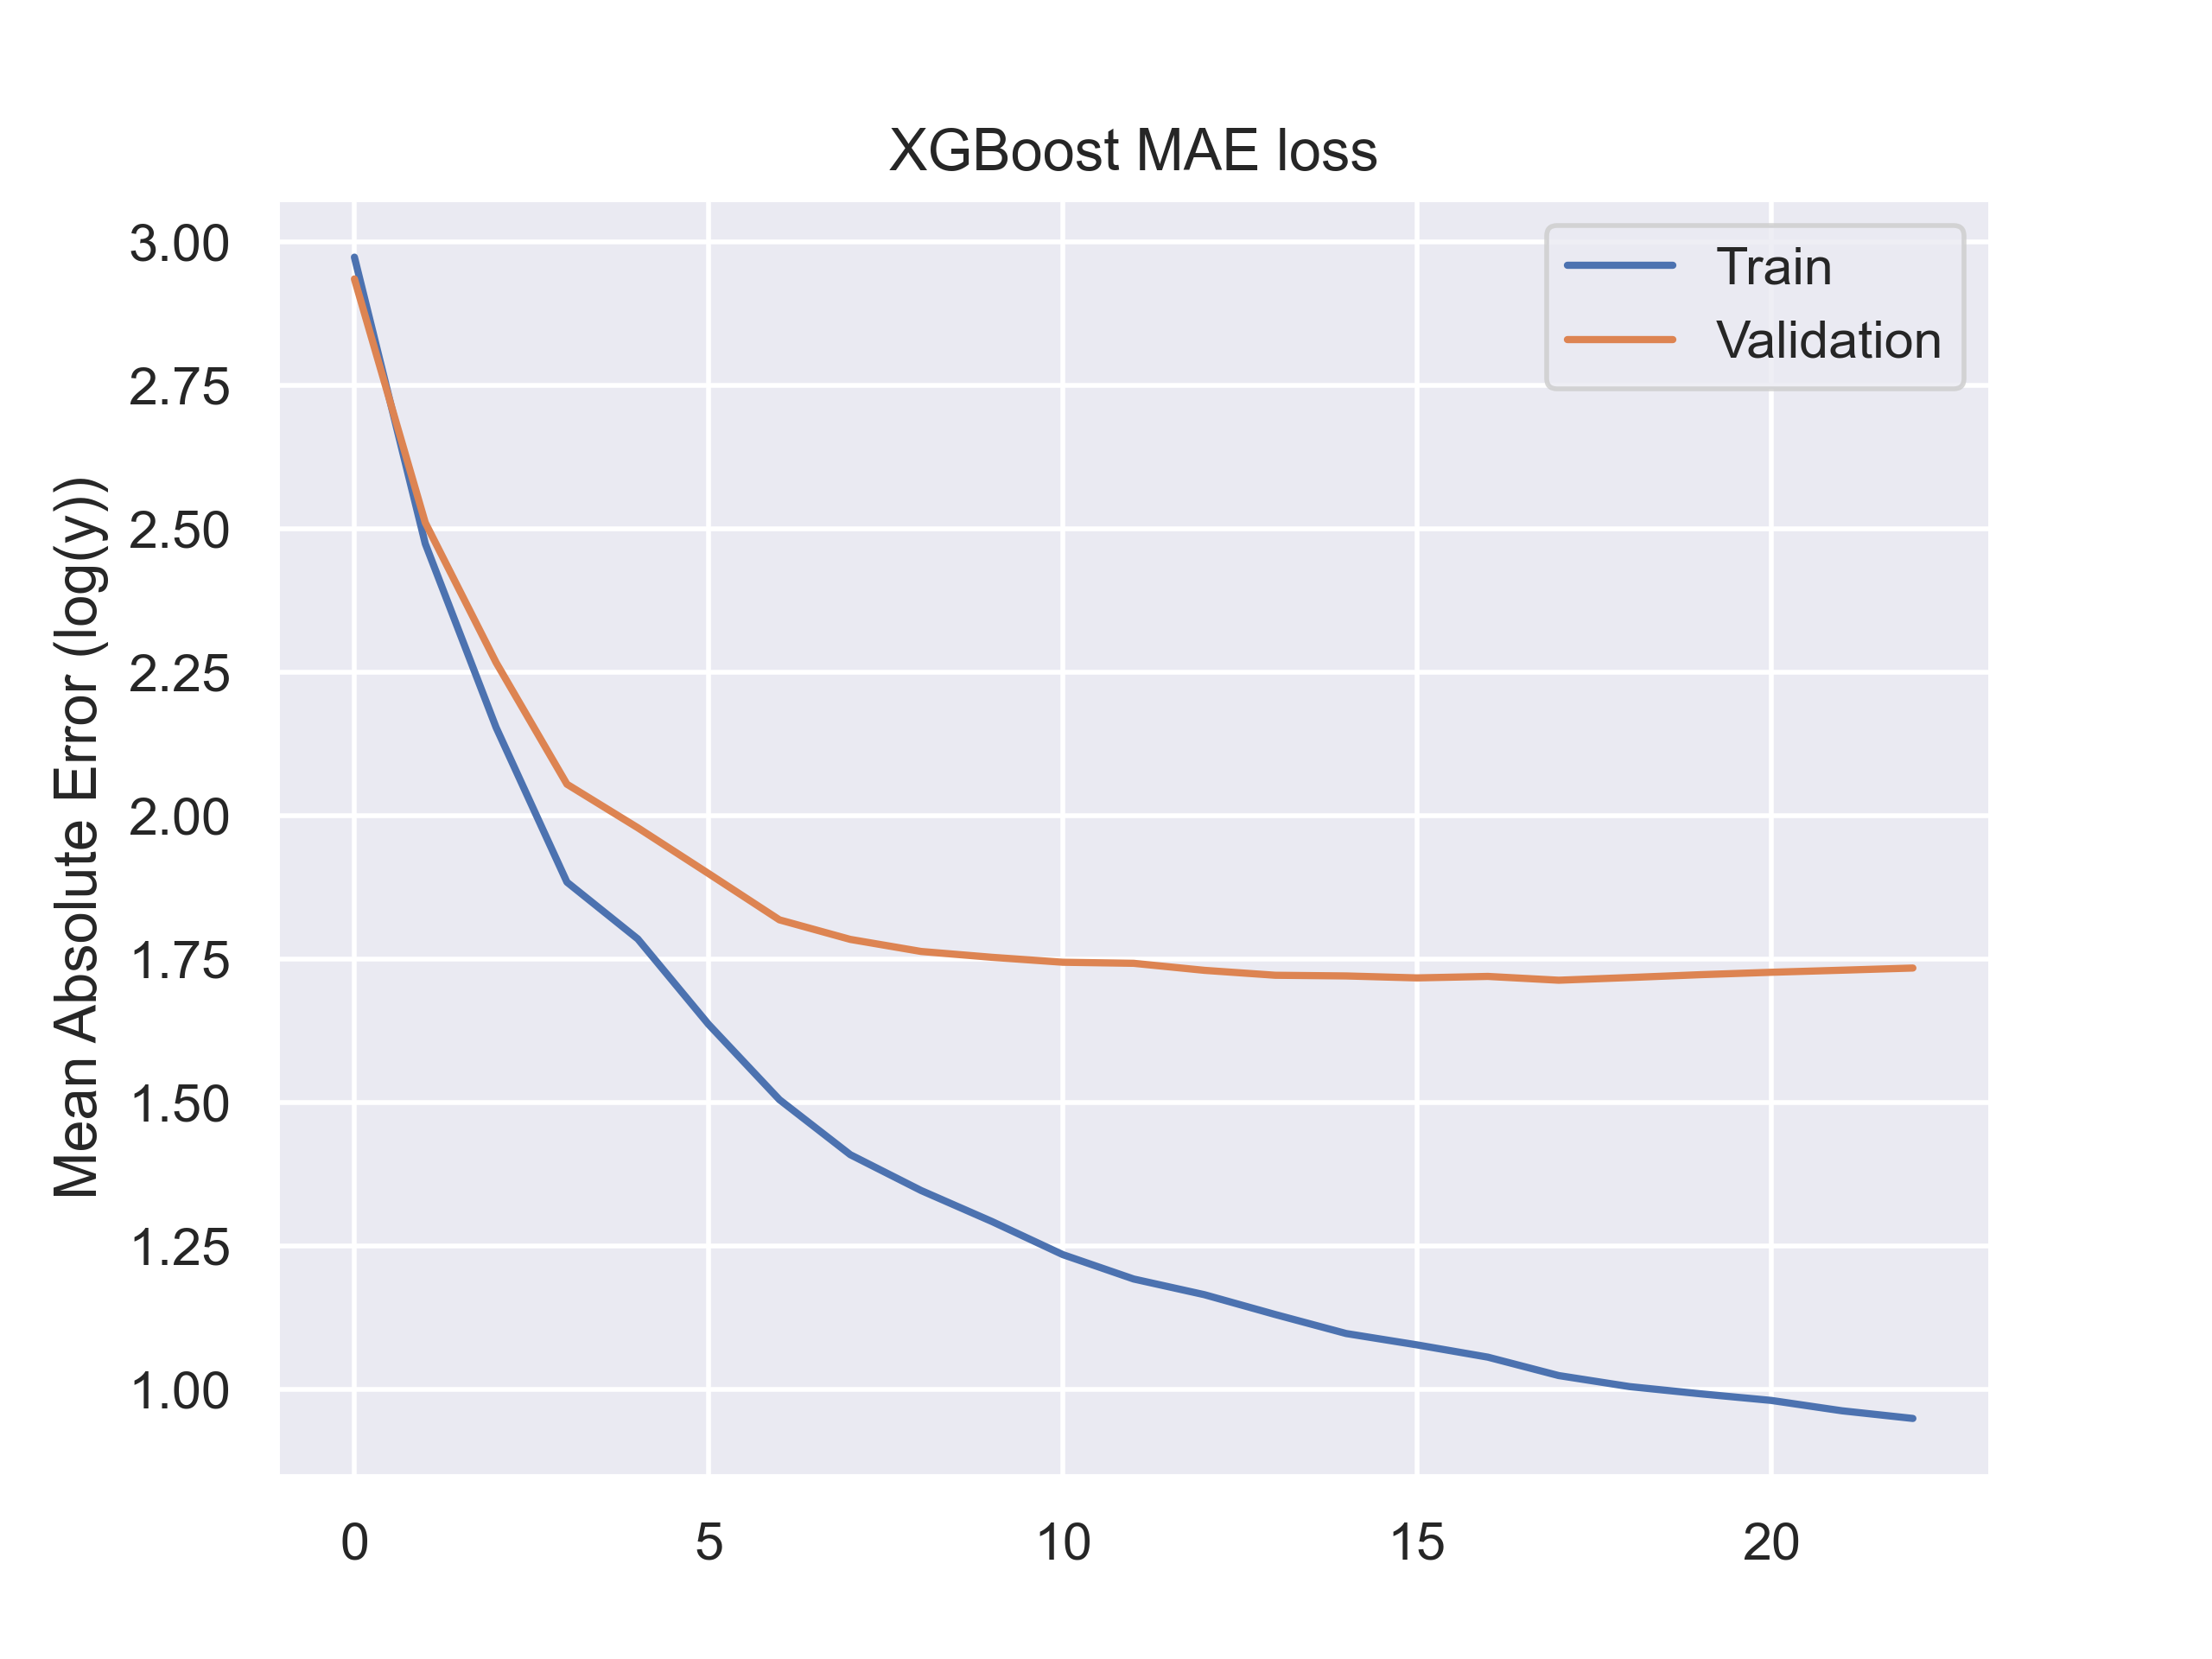 XGBoost MAE loss
Train
Validation
Mean Absolute Error (log(y))
3.00
2.75
2.50
2.25
2.00
1.75
1.50
1.25
1.00
0 5 10 15 20